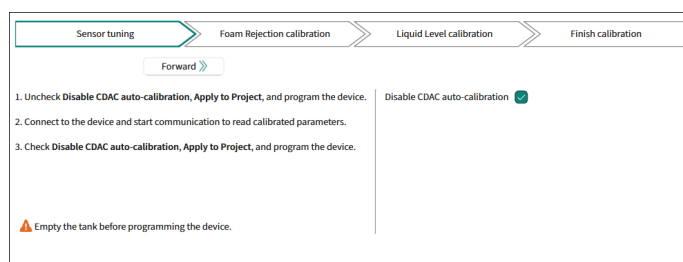 Sensor tuning
Foam Rejection calibration
Liquid Level calibration
Finish calibration
Forward
1. Uncheck Disable CDAC auto-calibration, Apply to Project, and program the device.
2. Connect to the device and start communication to read calibrated parameters.
3. Check Disable CDAC auto-calibration, Apply to Project, and program the device.
Empty the tank before programming the device.
Disable CDAC auto-calibration